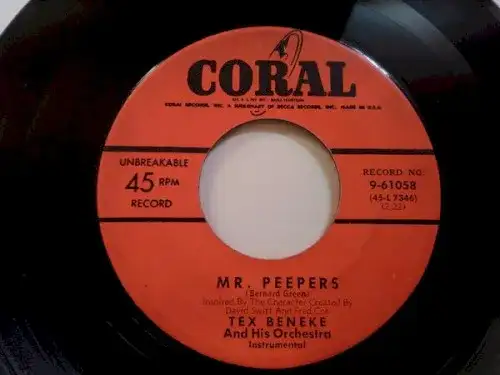 CORAL
CORAL RECORDS, INC. A SUBSIDIARY OF DECCA RECORDS, INC. MADE IN U.S.A.
UNBREAKABLE
45 RPM
RECORD
RECORD NO.
9-61058
(45-L 7346)
MR. PEEPERS
(Bernard Green)
Inspired By The Character Created By
David Swift And Fred Coe
TEX BENEKE
And His Orchestra
Instrumental